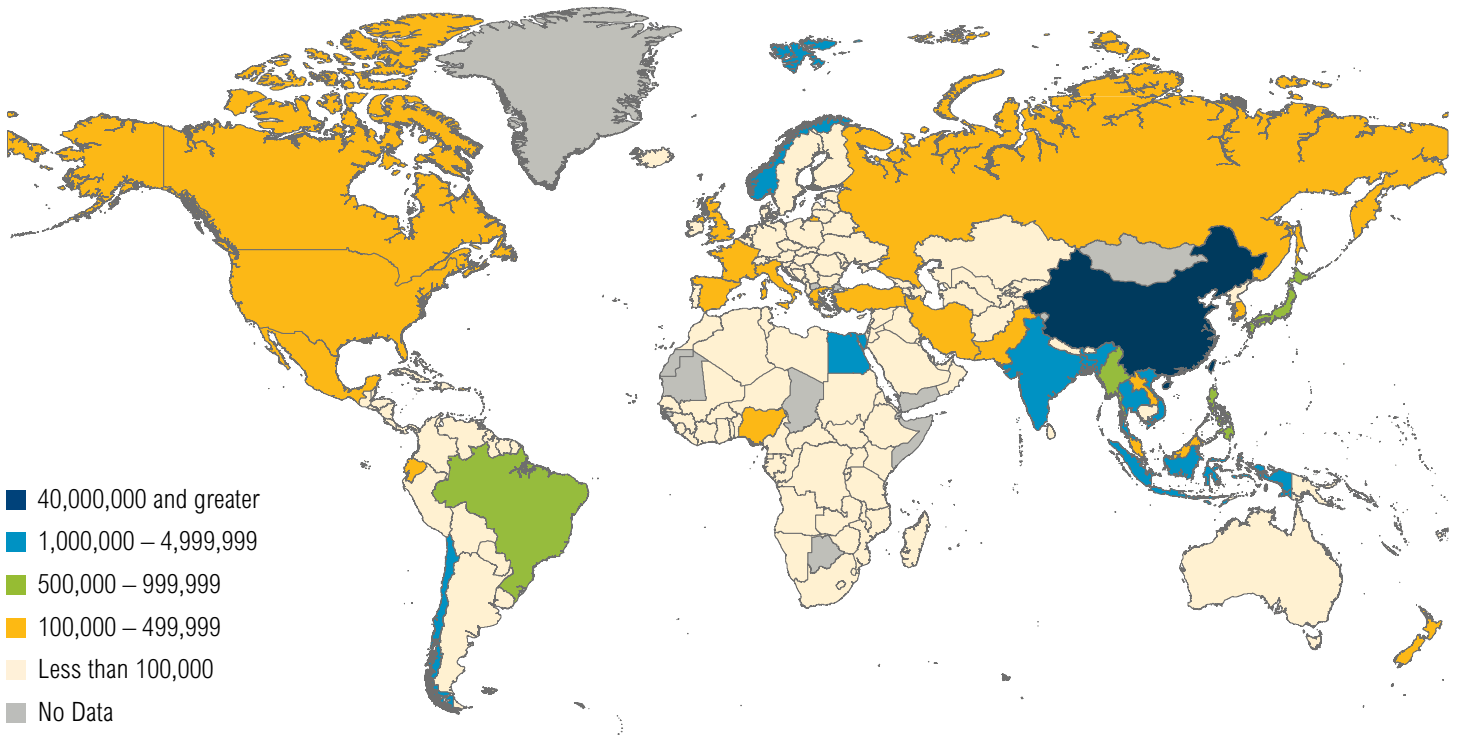 40,000,000 and greater
1,000,000 – 4,999,999
500,000 – 999,999
100,000 – 499,999
Less than 100,000
No Data